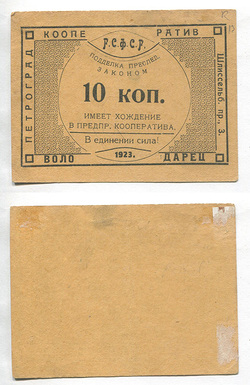 КООПЕ РАТИВ
Р.С.Ф.С.Р.
ПОДДЕЛКА ПРЕСЛЕД.
ЗАКОНОМ
10 КОП.
ИМЕЕТ ХОЖДЕНИЕ
В ПРЕДПР. КООПЕРАТИВА.
В единении сила!
1923.
ВОЛО ДАРЕЦ
ПЕТРОГРАД
Шлиссельб. пр., 3.